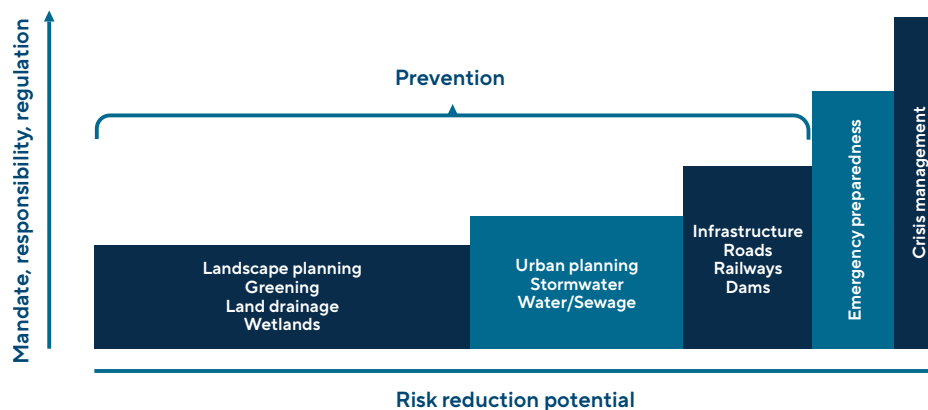 Mandate, responsibility, regulation
Prevention
Landscape planning
Greening
Land drainage
Wetlands
Urban planning
Stormwater
Water/Sewage
Infrastructure
Roads
Railways
Dams
Emergency preparedness
Crisis management
Risk reduction potential